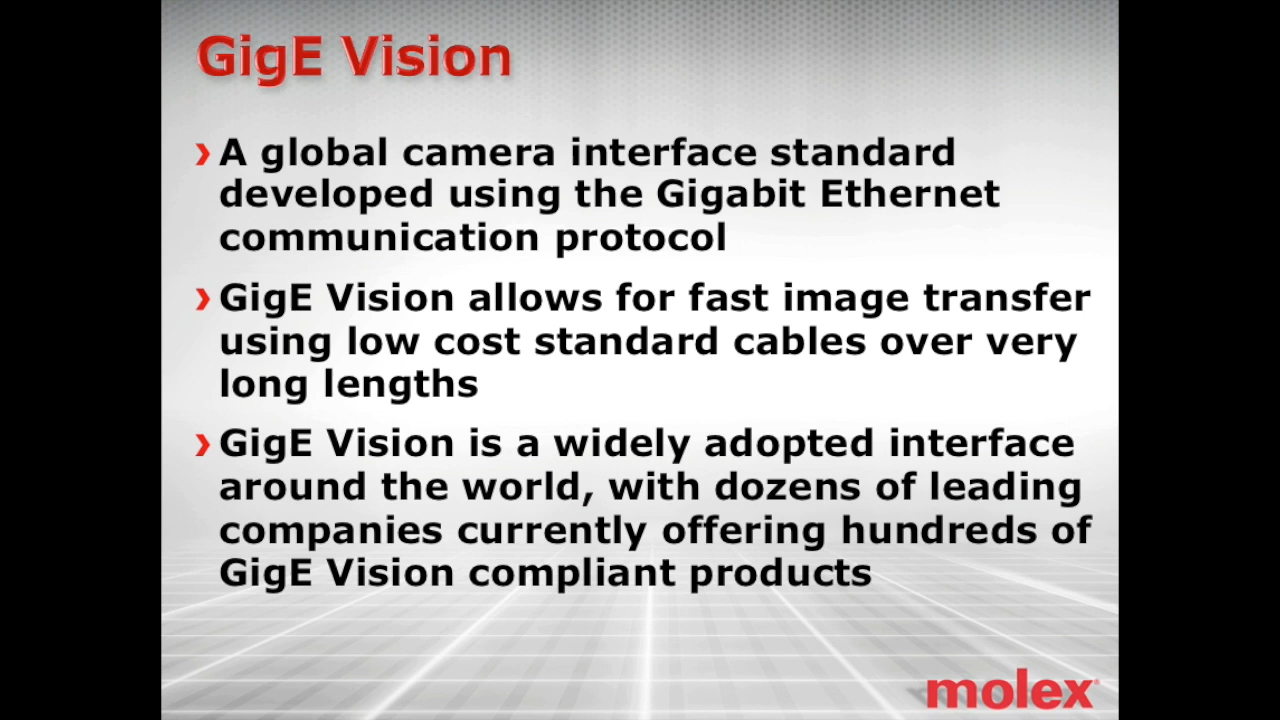 GigE Vision
› A global camera interface standard
developed using the Gigabit Ethernet
communication protocol
› GigE Vision allows for fast image transfer
using low cost standard cables over very
long lengths
› GigE Vision is a widely adopted interface
around the world, with dozens of leading
companies currently offering hundreds of
GigE Vision compliant products
molex